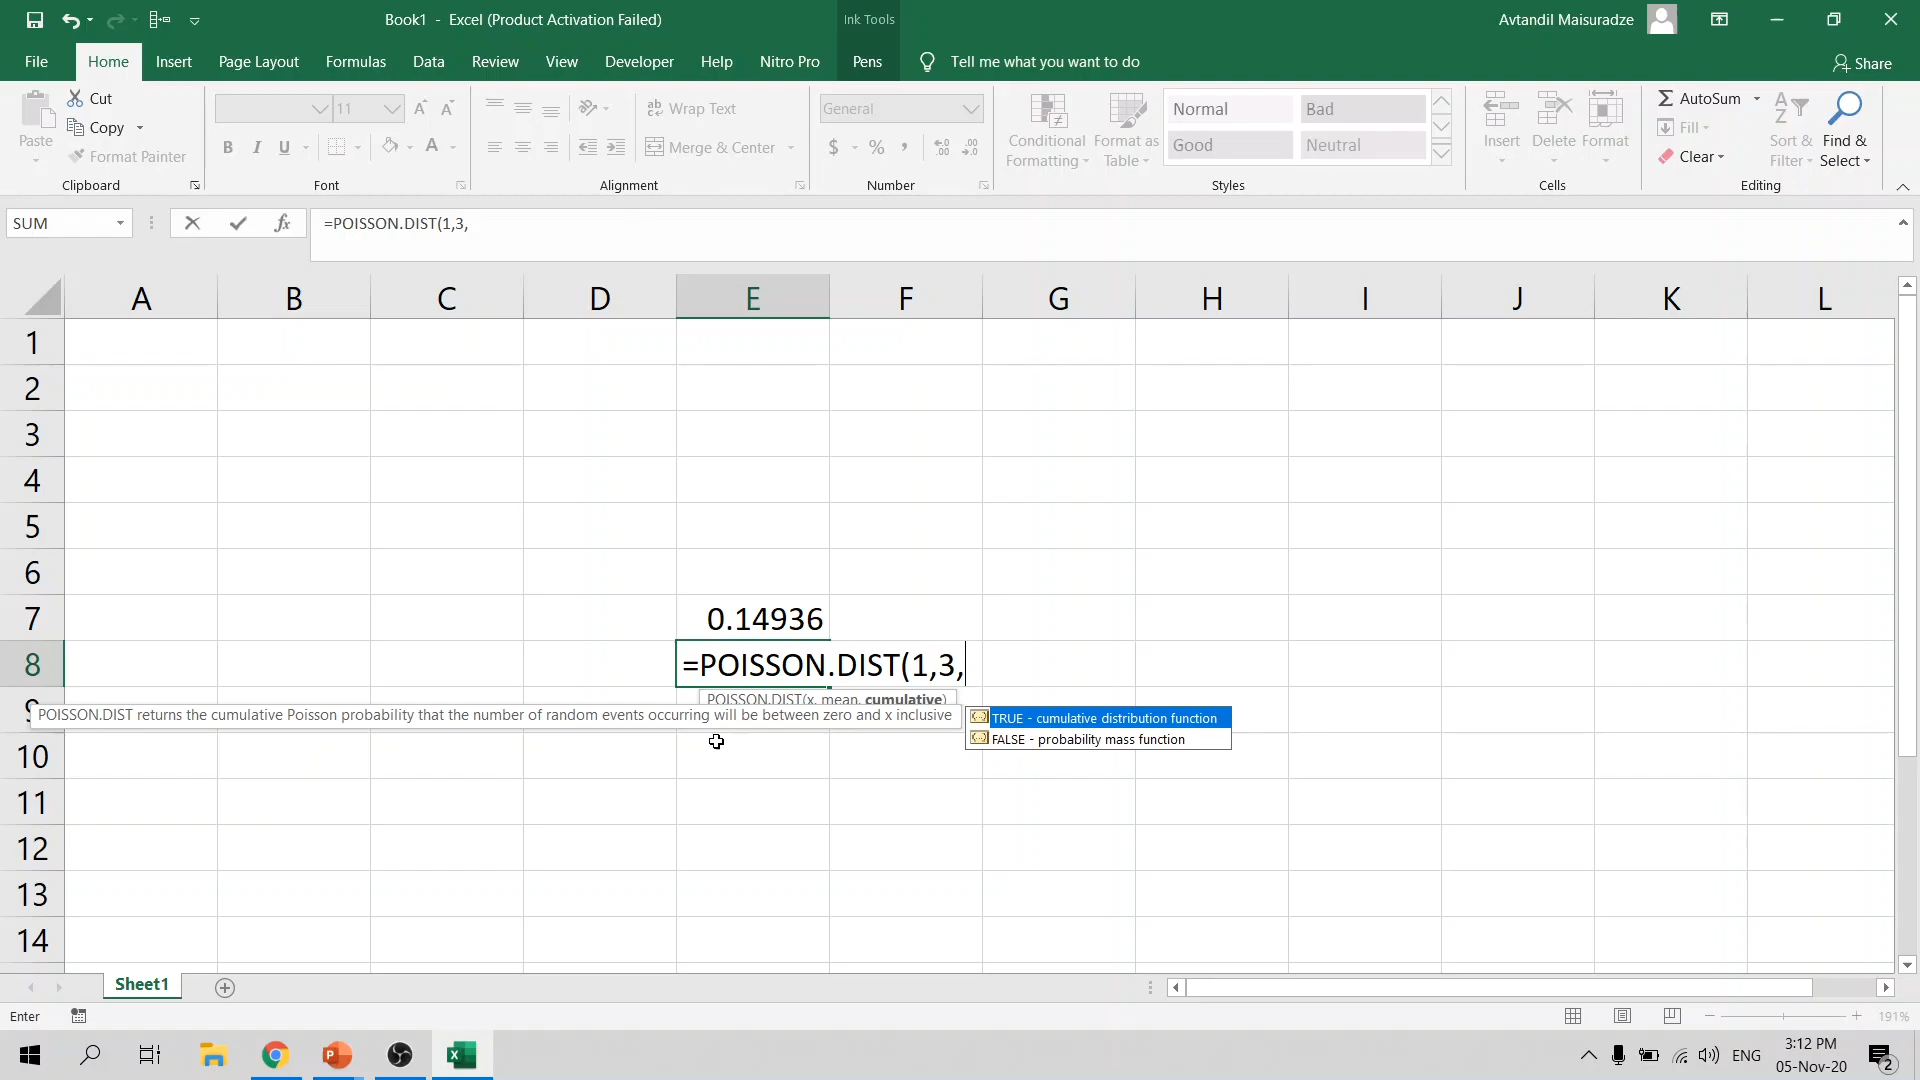 Book1 - Excel (Product Activation Failed)
Ink Tools
Avtandil Maisuradze
File
Home
Insert
Page Layout
Formulas
Data
Review
View
Developer
Help
Nitro Pro
Pens
Tell me what you want to do
Share
Paste
Cut
Copy
Format Painter
Clipboard
11
B I U
A
Font
Wrap Text
Merge & Center
Alignment
General
$ % ,
Number
Conditional Formatting
Format as Table
Normal
Bad
Good
Neutral
Styles
Insert
Delete
Format
Cells
AutoSum
Fill
Clear
Sort & Filter
Find & Select
Editing
SUM
fx
=POISSON.DIST(1,3,
A B C D E F G H I J K L
1
2
3
4
5
6
7 0.14936
8 =POISSON.DIST(1,3,
POISSON.DIST(x, mean, cumulative)
9
POISSON.DIST returns the cumulative Poisson probability that the number of random events occurring will be between zero and x inclusive
TRUE - cumulative distribution function
FALSE - probability mass function
10
11
12
13
14
Sheet1
Enter
191%
ENG
3:12 PM
05-Nov-20
2